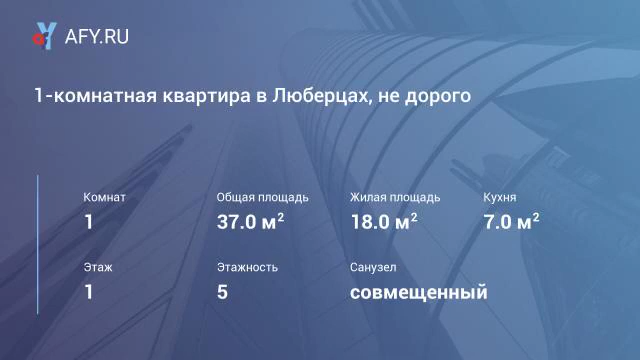 AFY.RU
1-комнатная квартира в Люберцах, не дорого
Комнат
1
Общая площадь
37.0 м²
Жилая площадь
18.0 м²
Кухня
7.0 м²
Этаж
1
Этажность
5
Санузел
совмещенный